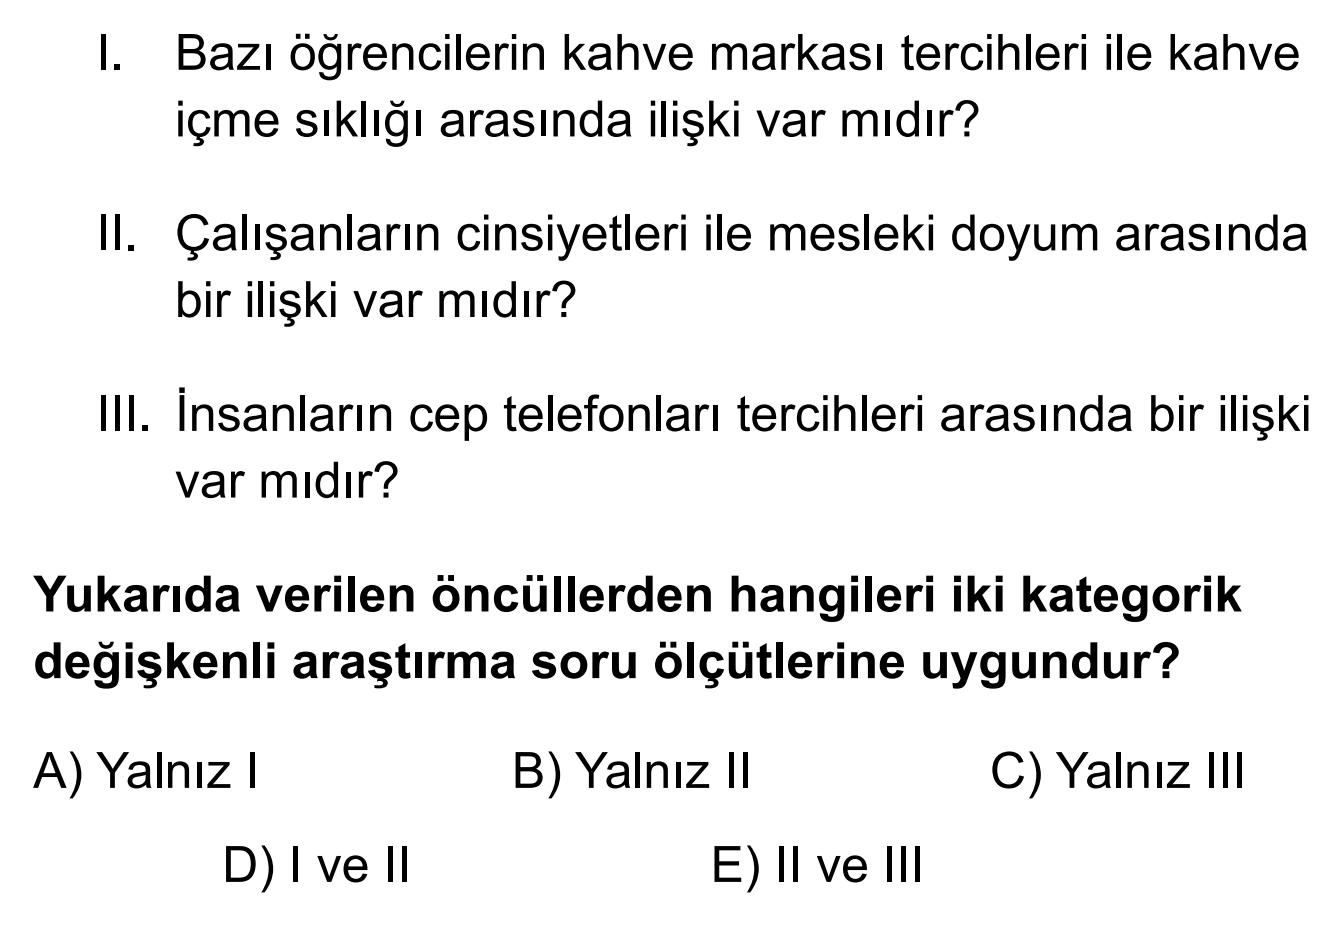 I. Bazı öğrencilerin kahve markası tercihleri ile kahve
içme sıklığı arasında ilişki var mıdır?
II. Çalışanların cinsiyetleri ile mesleki doyum arasında
bir ilişki var mıdır?
III. İnsanların cep telefonları tercihleri arasında bir ilişki
var mıdır?
Yukarıda verilen öncüllerden hangileri iki kategorik
değişkenli araştırma soru ölçütlerine uygundur?
A) Yalnız I B) Yalnız II C) Yalnız III
D) I ve II E) II ve III